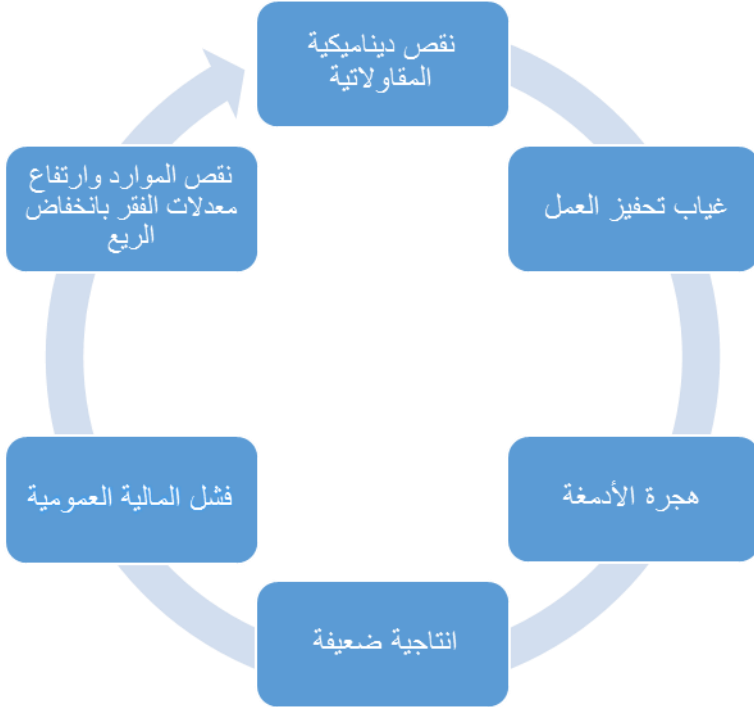 نقص ديناميكية
المقاولاتية
غياب تحفيز العمل
هجرة الأدمغة
انتاجية ضعيفة
فشل المالية العمومية
نقص الموارد وارتفاع
معدلات الفقر بانخفاض
الريع